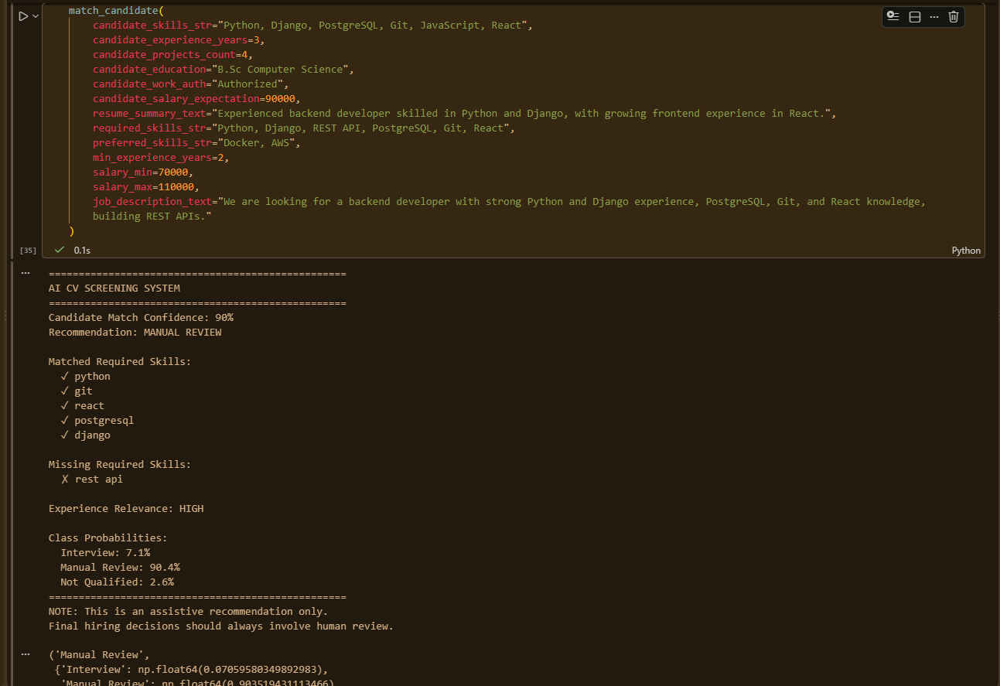 match_candidate(
candidate_skills_str="Python, Django, PostgreSQL, Git, JavaScript, React",
candidate_experience_years=3,
candidate_projects_count=4,
candidate_education="B.Sc Computer Science",
candidate_work_auth="Authorized",
candidate_salary_expectation=90000,
resume_summary_text="Experienced backend developer skilled in Python and Django, with growing frontend experience in React.",
required_skills_str="Python, Django, REST API, PostgreSQL, Git, React",
preferred_skills_str="Docker, AWS",
min_experience_years=2,
salary_min=70000,
salary_max=110000,
job_description_text="We are looking for a backend developer with strong Python and Django experience, PostgreSQL, Git, and React knowledge,
building REST APIs."
)
[35] ✓ 0.1s Python
==================================================
AI CV SCREENING SYSTEM
==================================================
Candidate Match Confidence: 90%
Recommendation: MANUAL REVIEW
Matched Required Skills:
✓ python
✓ git
✓ react
✓ postgresql
✓ django
Missing Required Skills:
✗ rest api
Experience Relevance: HIGH
Class Probabilities:
Interview: 7.1%
Manual Review: 90.4%
Not Qualified: 2.6%
==================================================
NOTE: This is an assistive recommendation only.
Final hiring decisions should always involve human review.
('Manual Review',
{'Interview': np.float64(0.07059580349892983),
'Manual Review': np.float64(0.903519431113466),